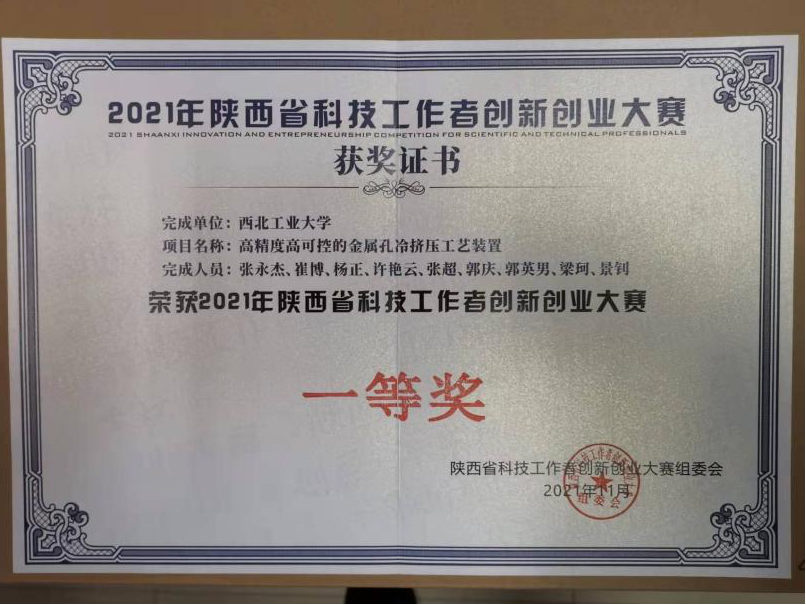 2021年陕西省科技工作者创新创业大赛
2021 SHAANXI INNOVATION AND ENTREPRENEURSHIP COMPETITION FOR SCIENTIFIC AND TECHNICAL PROFESSIONALS
获奖证书
完成单位：西北工业大学
项目名称：高精度高可控的金属孔冷挤压工艺装置
完成人员：张永杰、崔博、杨正、许艳云、张超、郭庆、郭英男、梁珂、景钊
荣获2021年陕西省科技工作者创新创业大赛
一等奖
陕西省科技工作者创新创业大赛组委会
2021年11月
组委会